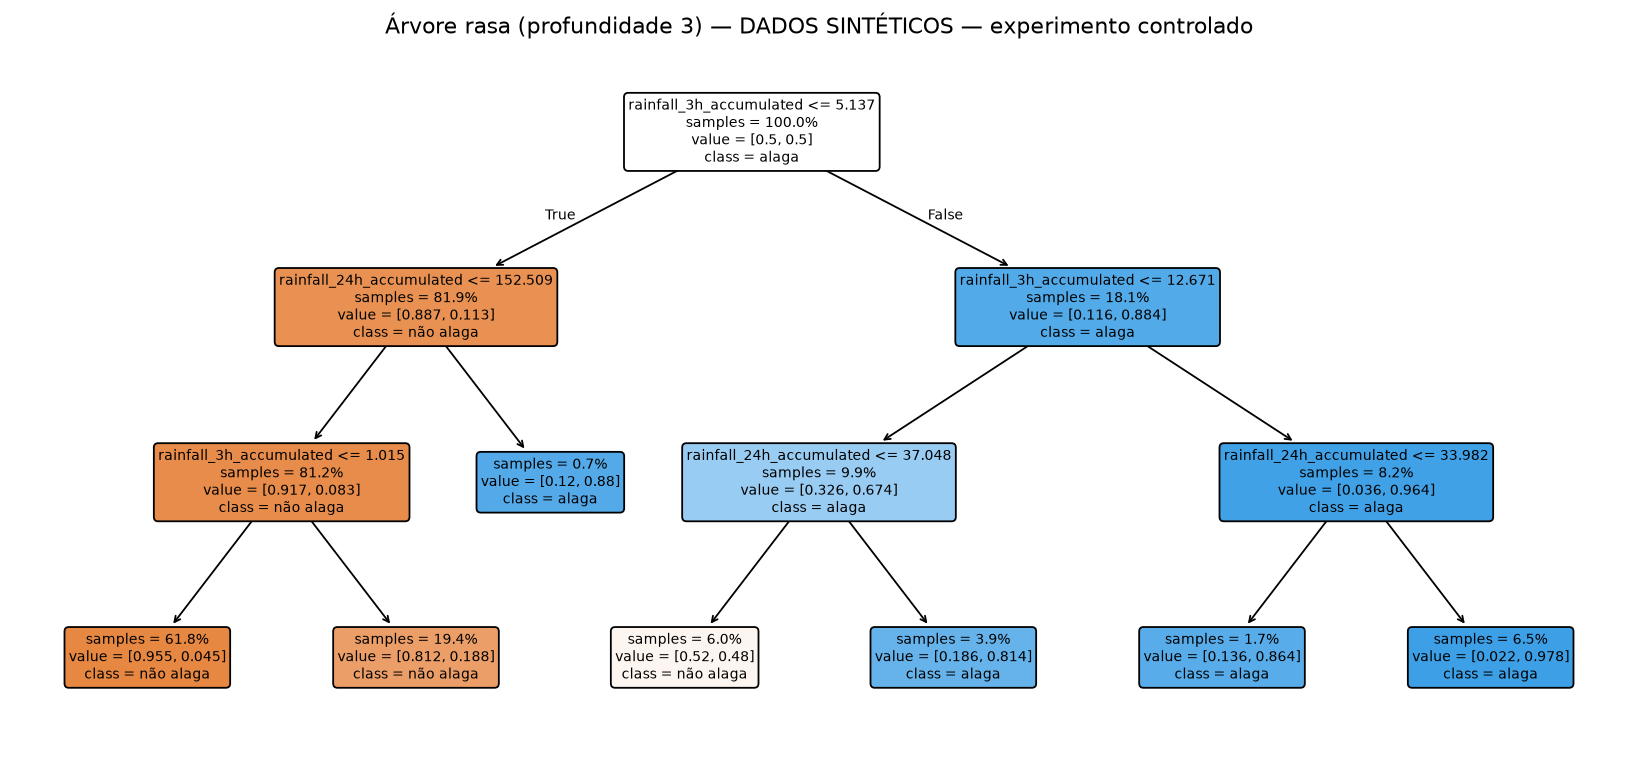 Árvore rasa (profundidade 3) — DADOS SINTÉTICOS — experimento controlado
rainfall_3h_accumulated <= 5.137
samples = 100.0%
value = [0.5, 0.5]
class = alaga
True
False
rainfall_24h_accumulated <= 152.509
samples = 81.9%
value = [0.887, 0.113]
class = não alaga
rainfall_3h_accumulated <= 12.671
samples = 18.1%
value = [0.116, 0.884]
class = alaga
rainfall_3h_accumulated <= 1.015
samples = 81.2%
value = [0.917, 0.083]
class = não alaga
samples = 0.7%
value = [0.12, 0.88]
class = alaga
rainfall_24h_accumulated <= 37.048
samples = 9.9%
value = [0.326, 0.674]
class = alaga
rainfall_24h_accumulated <= 33.982
samples = 8.2%
value = [0.036, 0.964]
class = alaga
samples = 61.8%
value = [0.955, 0.045]
class = não alaga
samples = 19.4%
value = [0.812, 0.188]
class = não alaga
samples = 6.0%
value = [0.52, 0.48]
class = não alaga
samples = 3.9%
value = [0.186, 0.814]
class = alaga
samples = 1.7%
value = [0.136, 0.864]
class = alaga
samples = 6.5%
value = [0.022, 0.978]
class = alaga